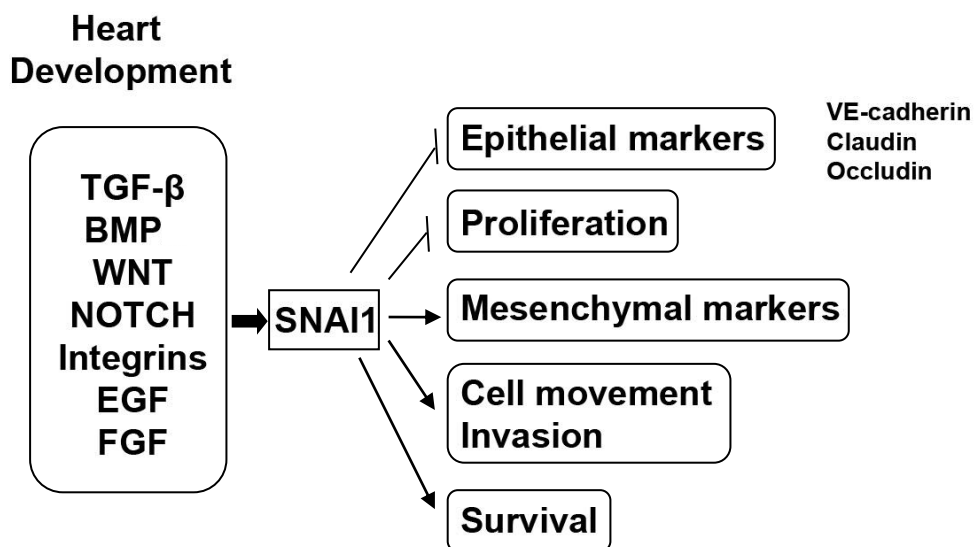 Heart
Development
TGF-β
BMP
WNT
NOTCH
Integrins
EGF
FGF
SNAI1
Epithelial markers
VE-cadherin
Claudin
Occludin
Proliferation
Mesenchymal markers
Cell movement
Invasion
Survival